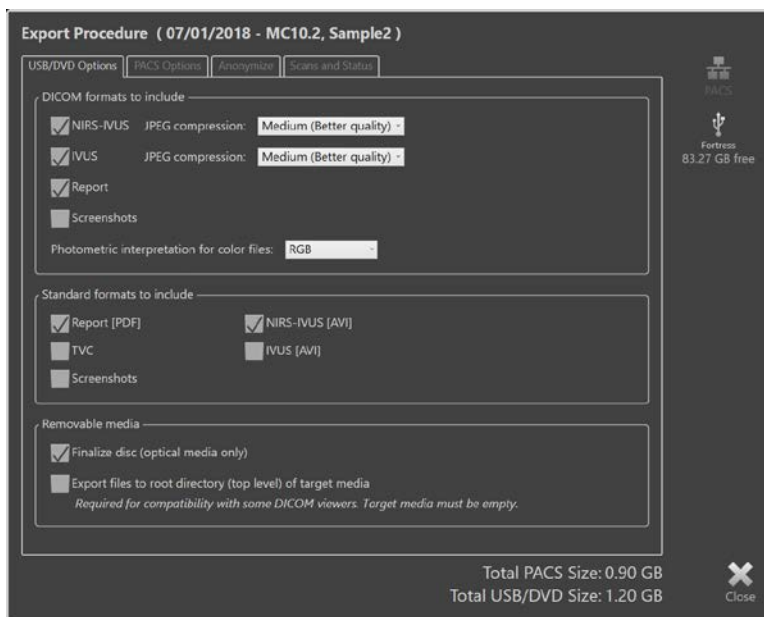 Export Procedure ( 07/01/2018 - MC10.2, Sample2 )
USB/DVD Options PACS Options Anonymize Scans and Status
PACS
Fortress
83.27 GB free
DICOM formats to include
NIRS-IVUS JPEG compression: Medium (Better quality)
IVUS JPEG compression: Medium (Better quality)
Report
Screenshots
Photometric interpretation for color files: RGB
Standard formats to include
Report [PDF] NIRS-IVUS [AVI]
TVC IVUS [AVI]
Screenshots
Removable media
Finalize disc (optical media only)
Export files to root directory (top level) of target media
Required for compatibility with some DICOM viewers. Target media must be empty.
Total PACS Size: 0.90 GB
Total USB/DVD Size: 1.20 GB
Close